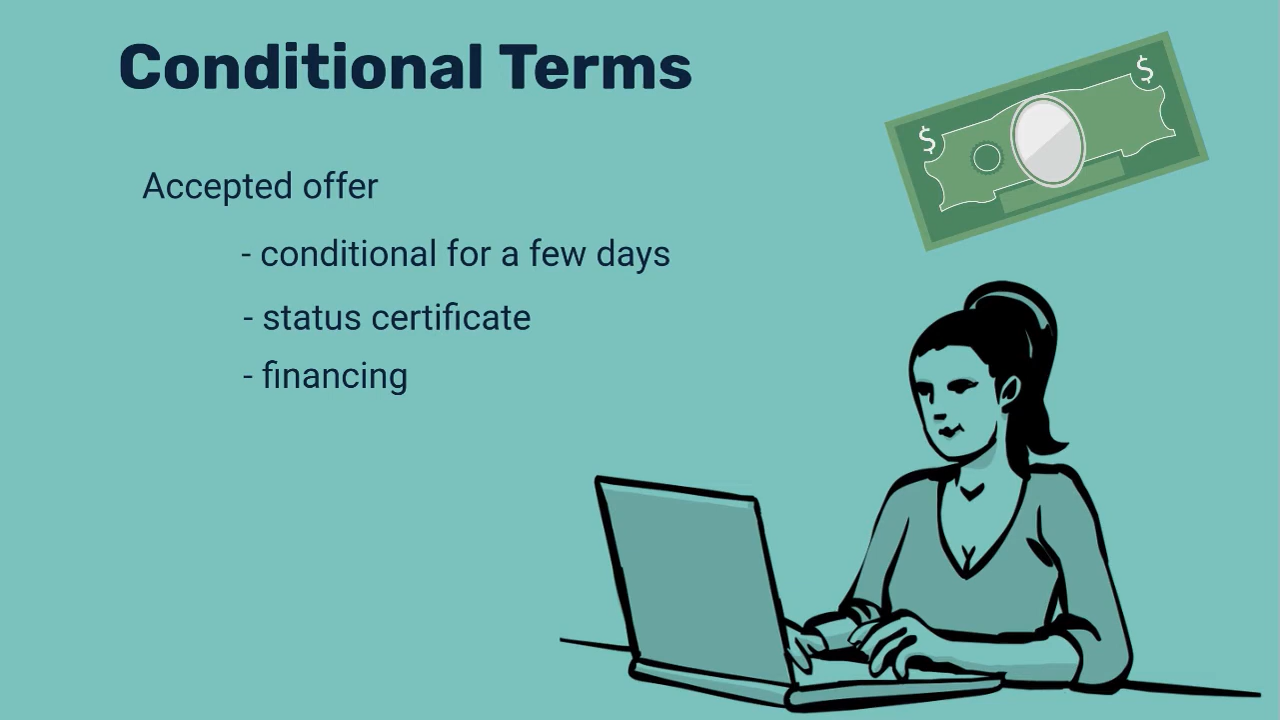 Conditional Terms
Accepted offer
- conditional for a few days
- status certificate
- financing
$
$